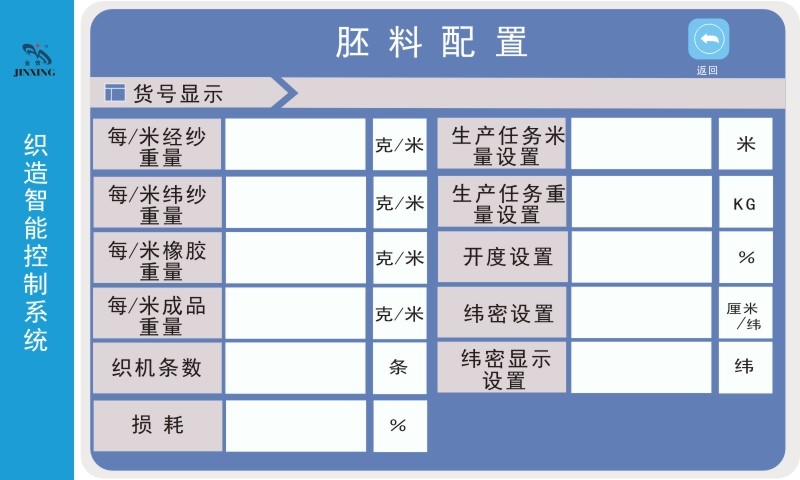 JINXING
织造智能控制系统
胚料配置
返回
货号显示
每/米经纱
重量
克/米
生产任务米
量设置
米
每/米纬纱
重量
克/米
生产任务重
量设置
KG
每/米橡胶
重量
克/米
开度设置
%
每/米成品
重量
克/米
纬密设置
厘米
/纬
织机条数
条
纬密显示
设置
纬
损耗
%